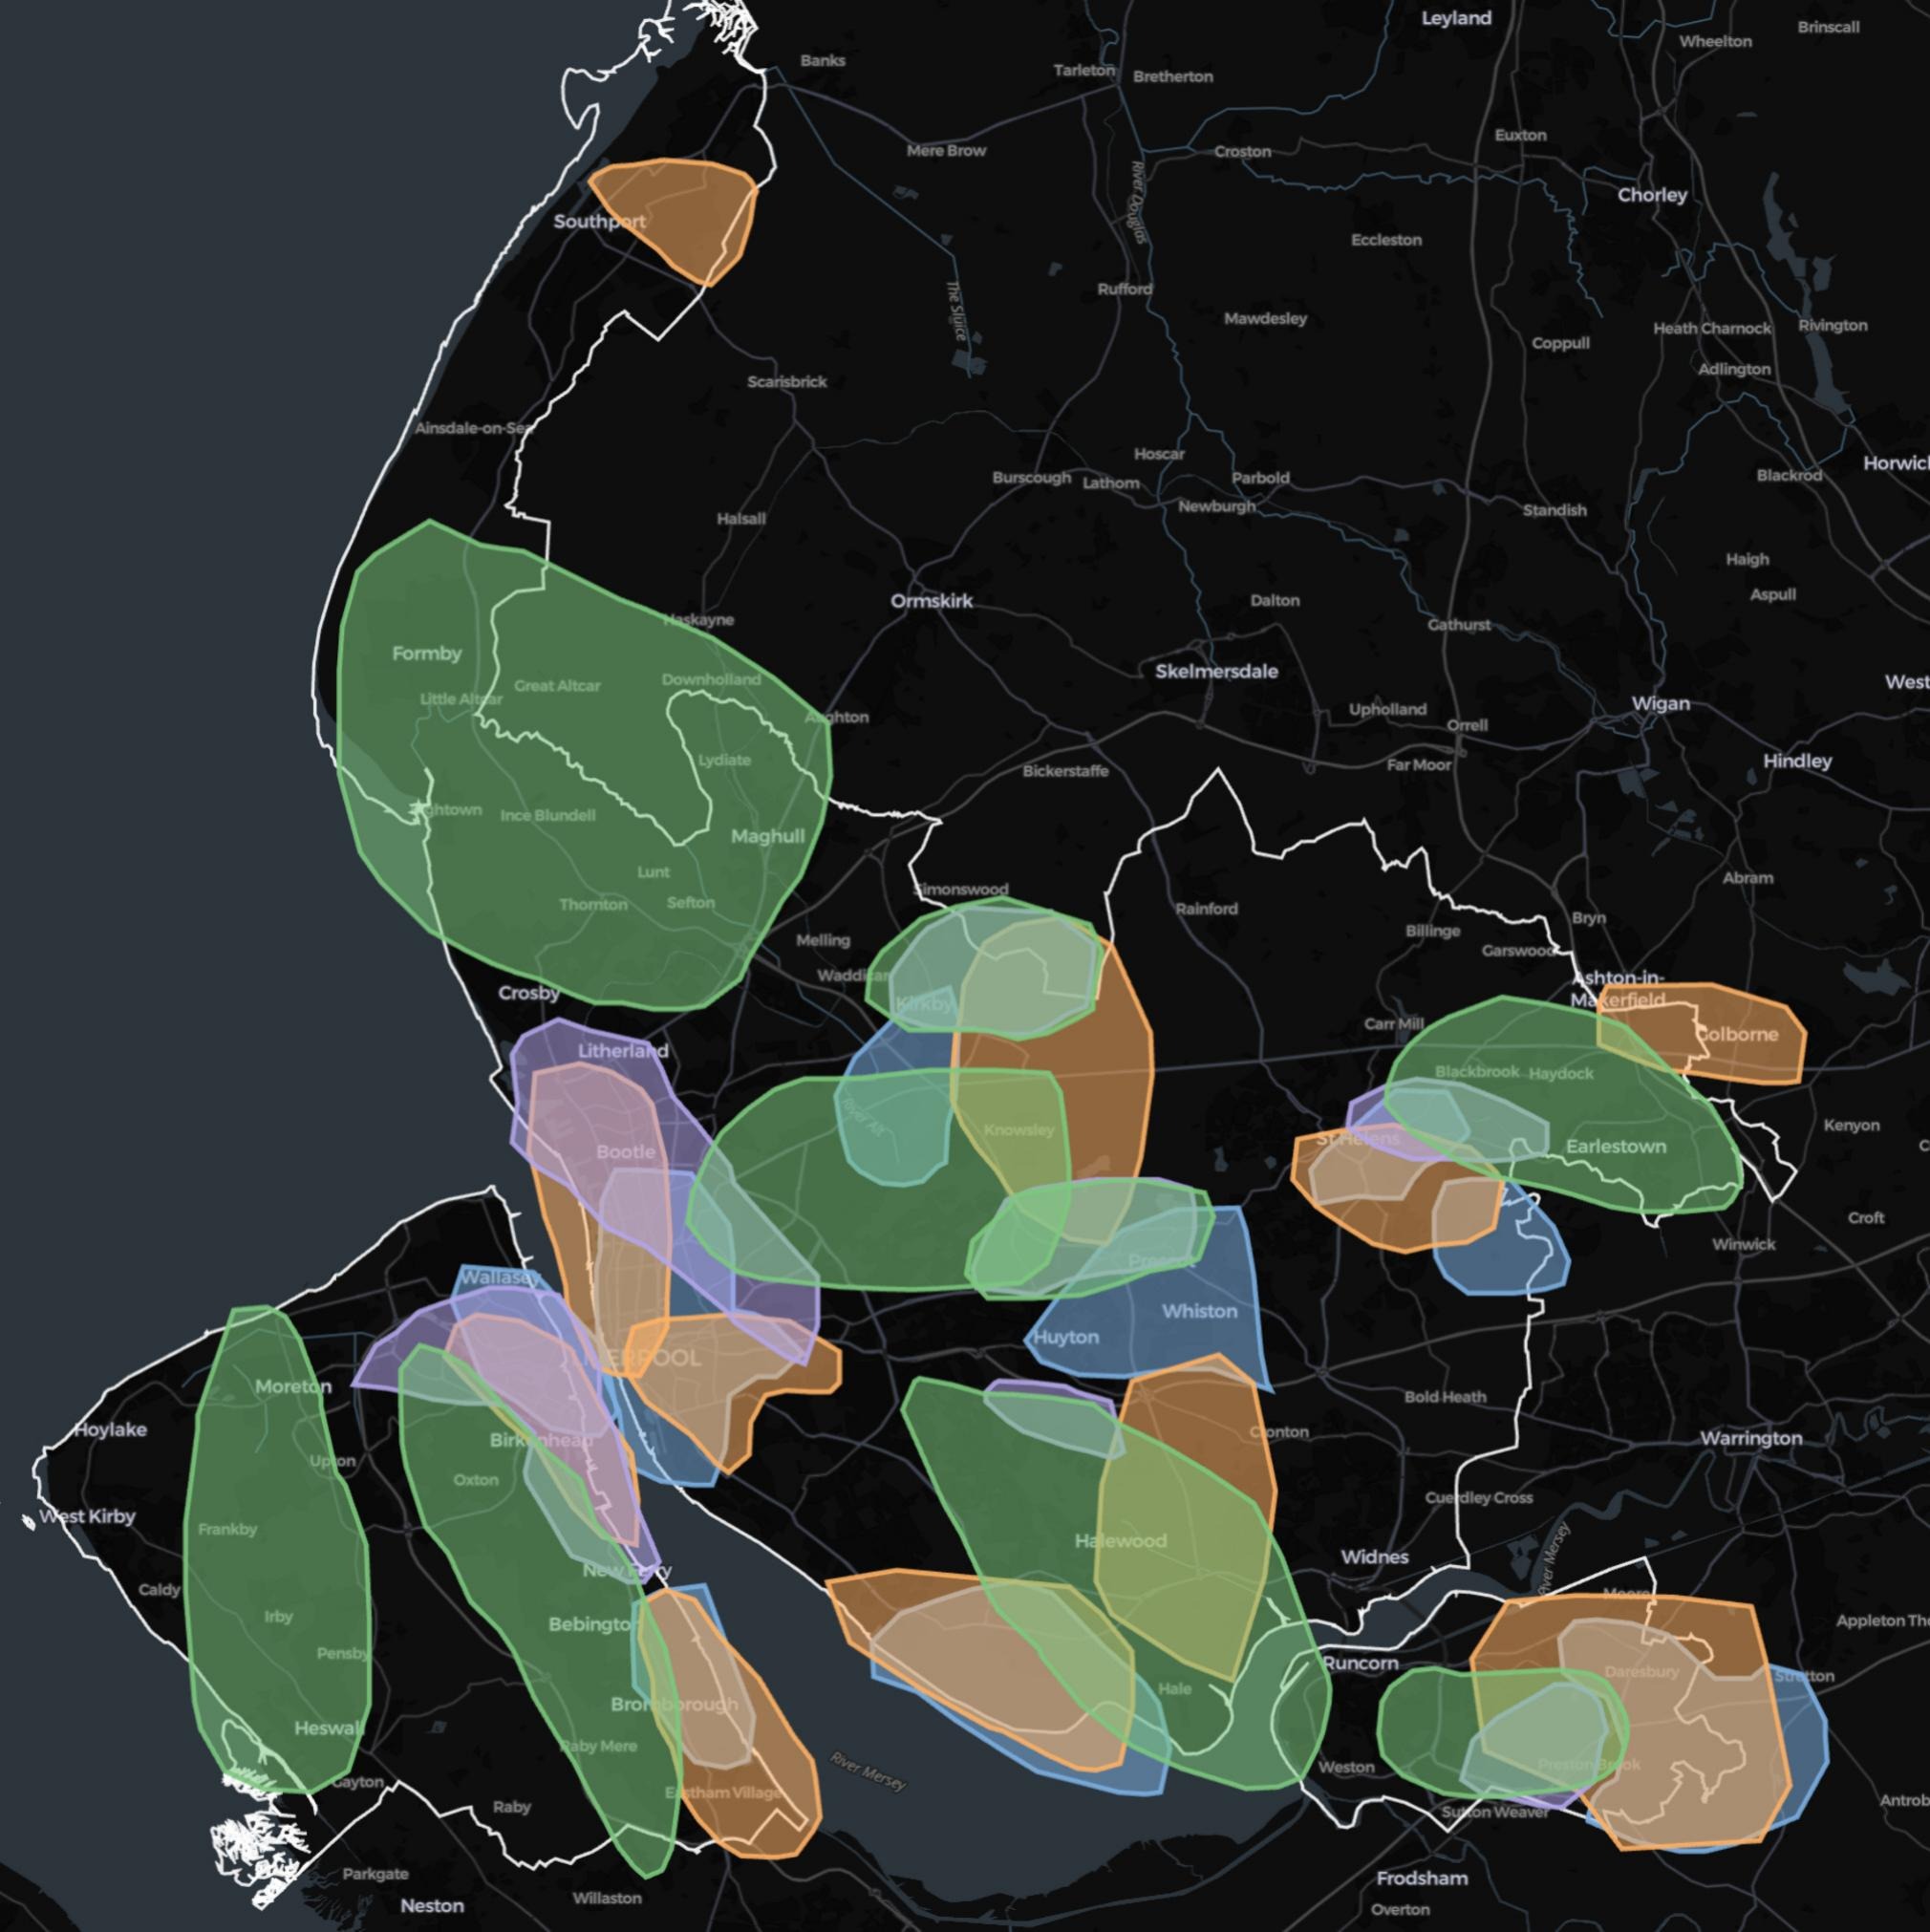 Leyland
Brinscall
Wheelton
Banks
Tarleton
Bretherton
Euxton
Mere Brow
Croston
River Douglas
Chorley
Southport
Eccleston
Rufford
The Sluice
Mawdesley
Heath Charnock
Rivington
Coppull
Adlington
Scarisbrick
Ainsdale-on-Sea
Hoscar
Horwich
Burscough
Lathom
Parbold
Blackrod
Newburgh
Standish
Halsall
Haigh
Aspull
Ormskirk
Dalton
Haskayne
Gathurst
Formby
Skelmersdale
Downholland
West
Great Altcar
Little Altcar
Wigan
Upholland
Aughton
Orrell
Lydiate
Hindley
Far Moor
Bickerstaffe
Hightown
Ince Blundell
Maghull
Lunt
Abram
Simonswood
Thornton
Sefton
Rainford
Bryn
Billinge
Melling
Garswood
Waddicar
Ashton-in-
Makerfield
Crosby
Kirkby
Carr Mill
Golborne
Litherland
Blackbrook
Haydock
River Alt
Knowsley
Kenyon
St Helens
Earlestown
Bootle
Croft
Winwick
Prescot
Wallasey
Whiston
Huyton
LIVERPOOL
Moreton
Bold Heath
Hoylake
Cronton
Warrington
Birkenhead
Upton
Oxton
Cuerdley Cross
West Kirby
Frankby
Halewood
River Mersey
Widnes
New Ferry
Caldy
Moore
Irby
Bebington
Appleton Tho
Pensby
Runcorn
Daresbury
Stretton
Hale
Bromborough
Heswall
Raby Mere
Preston Brook
Weston
River Mersey
Gayton
Eastham Village
Antrob
Raby
Sutton Weaver
Parkgate
Frodsham
Neston
Willaston
Overton